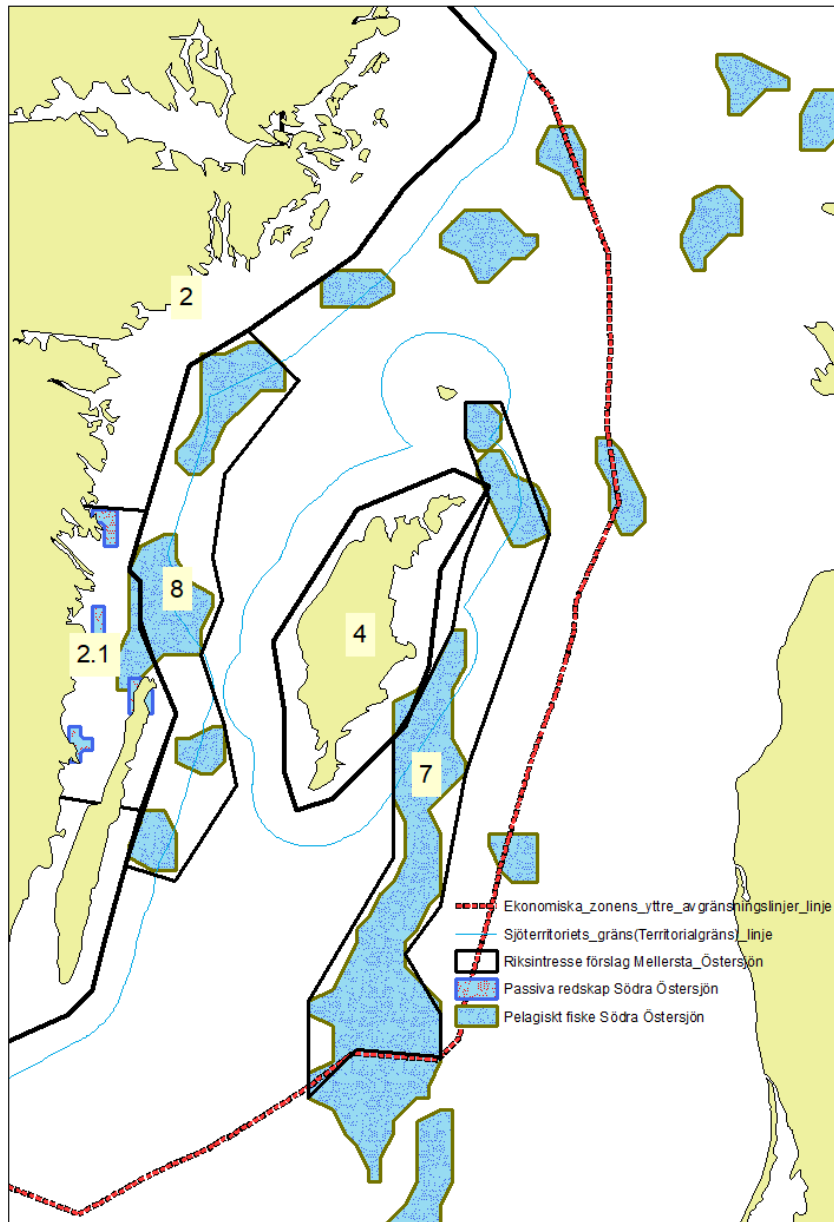 2
8
2.1
4
7
Ekonomiska_zonens_yttre_avgränsningslinjer_linje
Sjöterritoriets_gräns(Territorialgräns)_linje
Riksintresse förslag Mellersta_Östersjön
Passiva redskap Södra Östersjön
Pelagiskt fiske Södra Östersjön